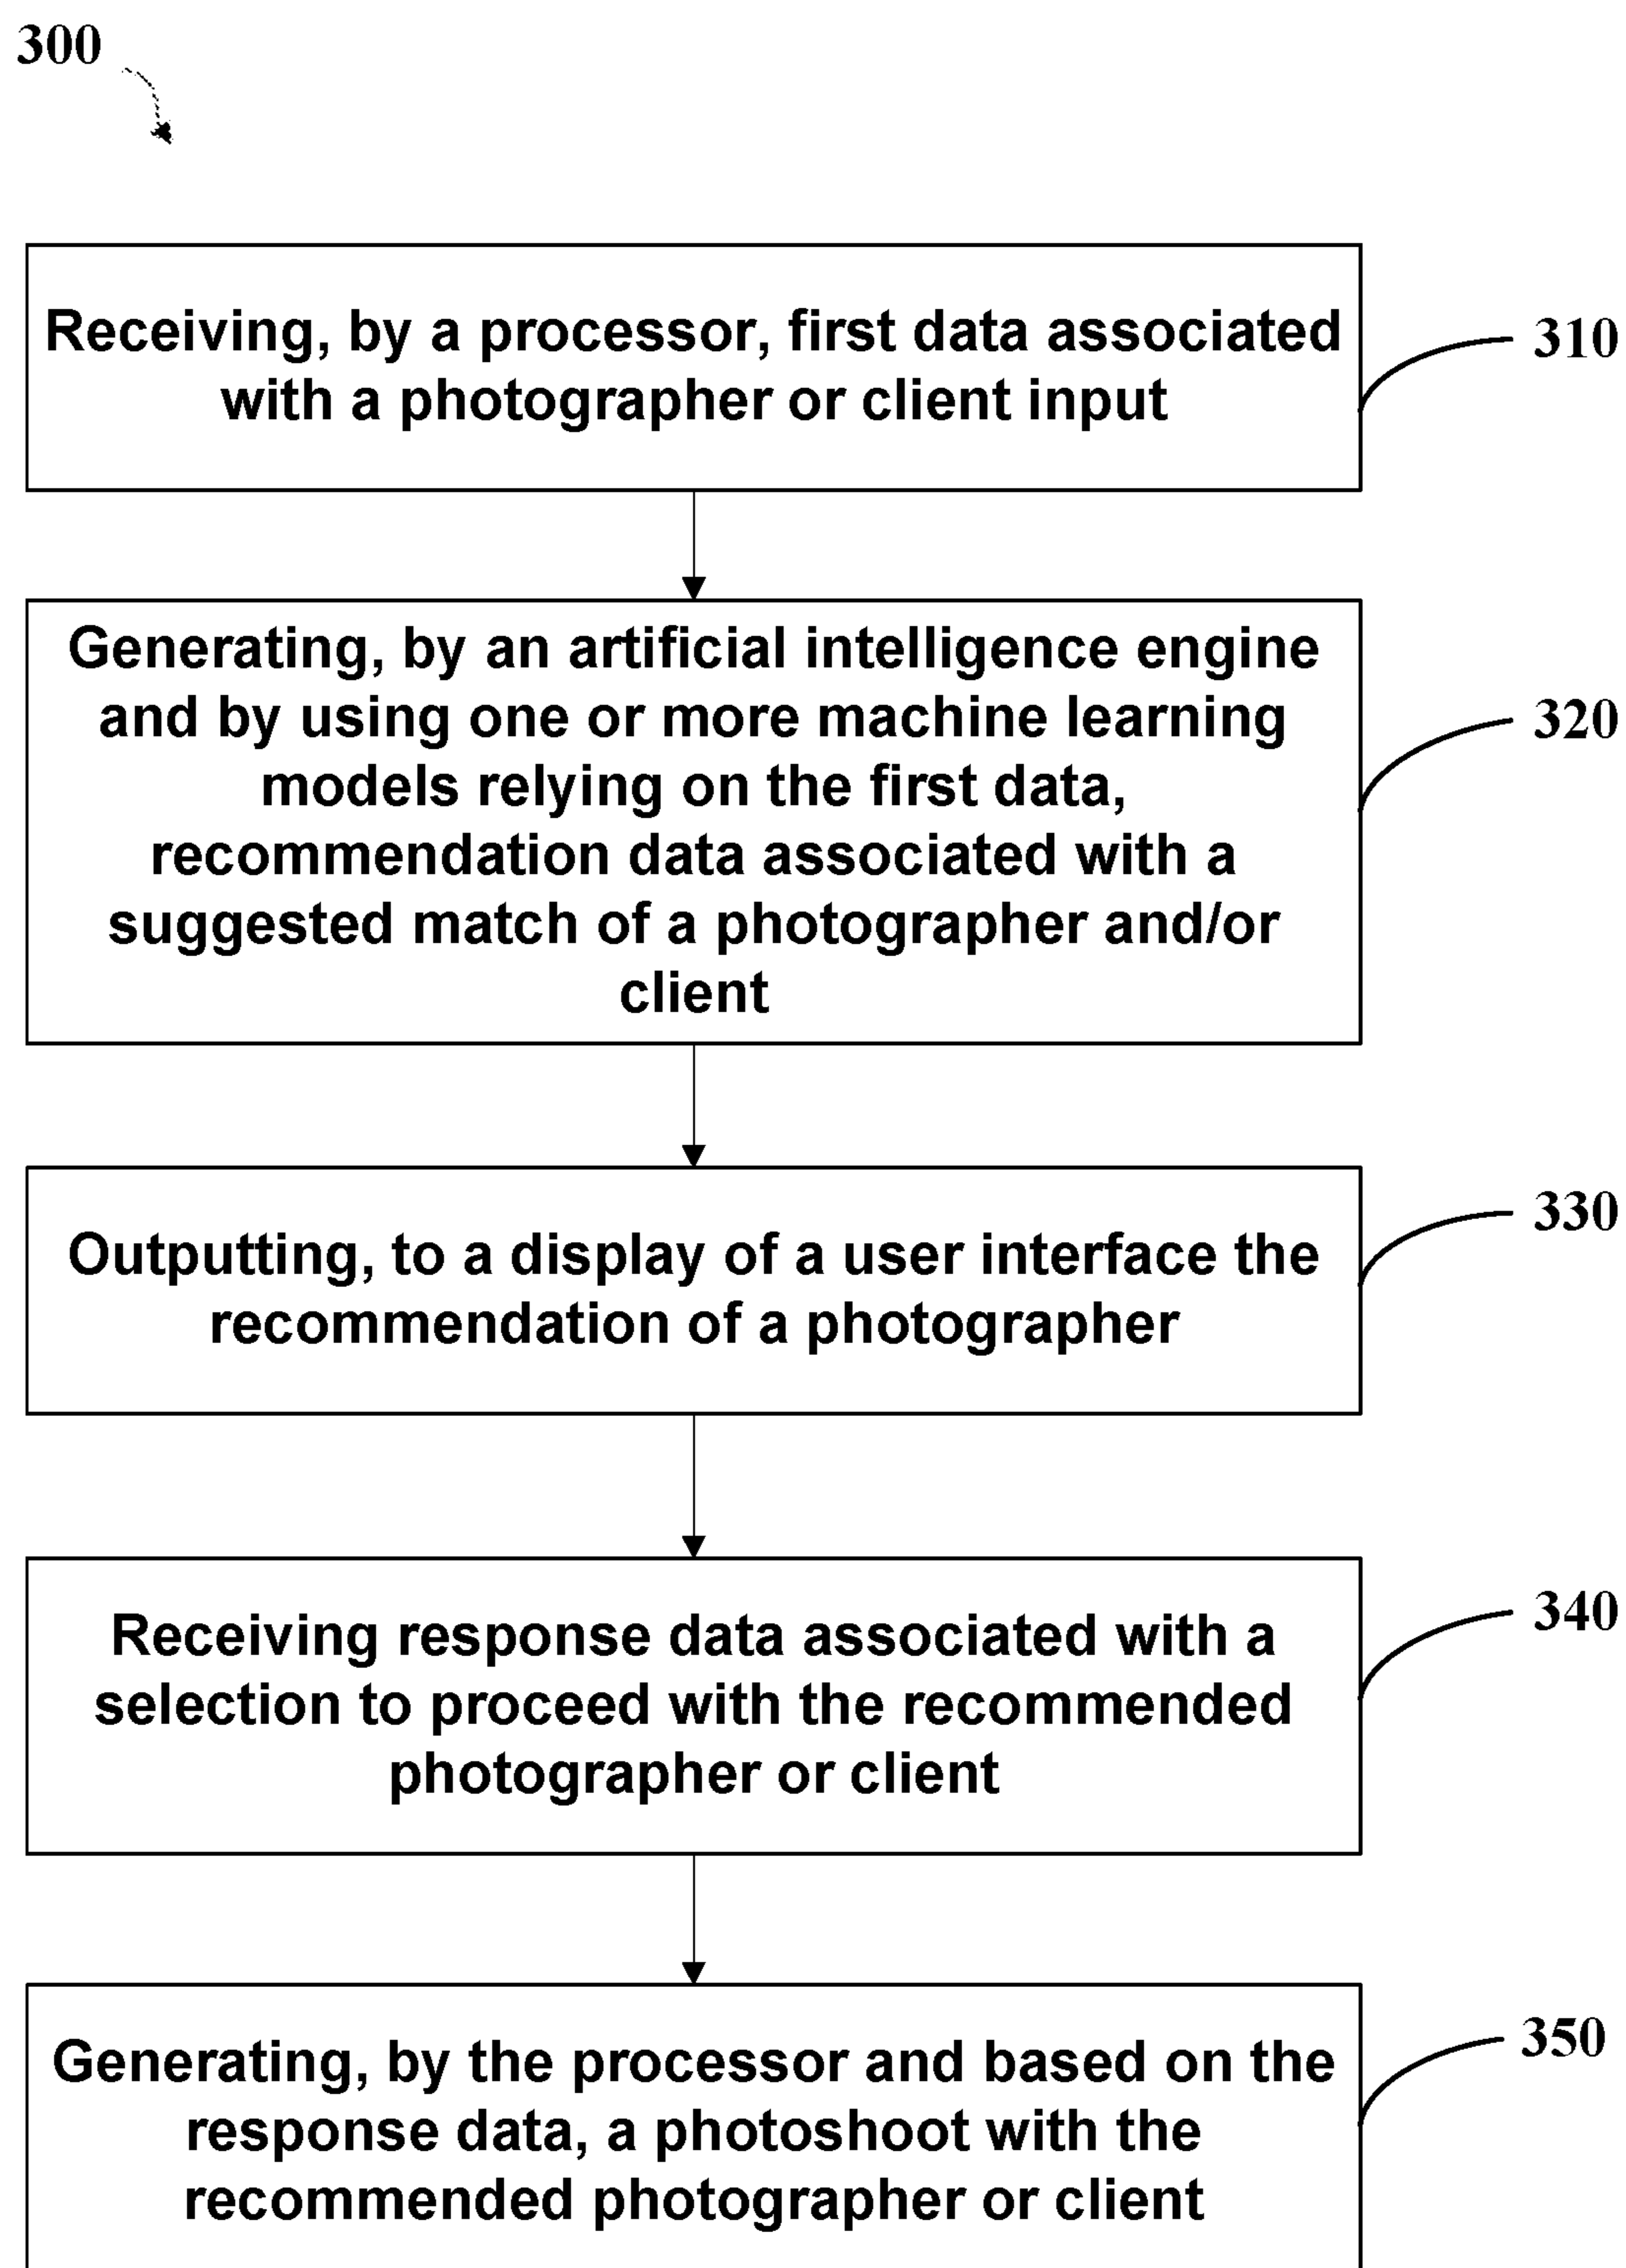 300
Receiving, by a processor, first data associated
with a photographer or client input
310
Generating, by an artificial intelligence engine
and by using one or more machine learning
models relying on the first data,
recommendation data associated with a
suggested match of a photographer and/or
client
320
Outputting, to a display of a user interface the
recommendation of a photographer
330
Receiving response data associated with a
selection to proceed with the recommended
photographer or client
340
Generating, by the processor and based on the
response data, a photoshoot with the
recommended photographer or client
350